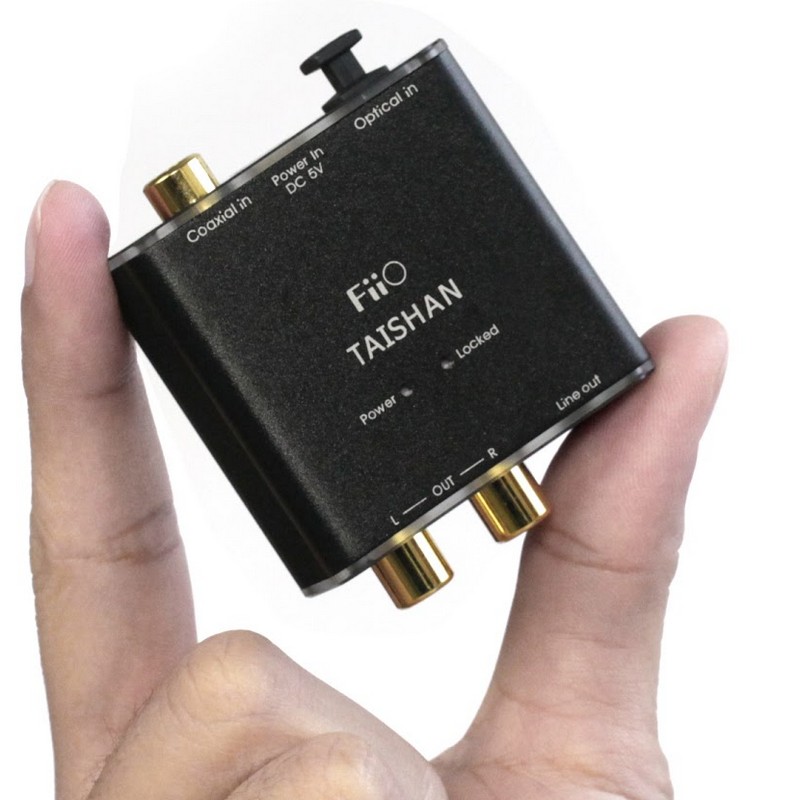 Optical in
Power In
DC 5V
Coaxial in
FiiO
TAISHAN
Locked
Power
Line out
L — OUT — R